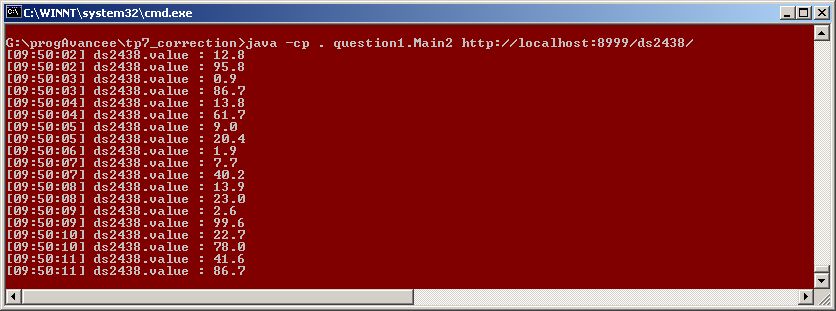 C:\WINNT\system32\cmd.exe
G:\progAvancee\tp7_correction>java -cp . question1.Main2 http://localhost:8999/ds2438/
[09:50:02] ds2438.value : 12.8
[09:50:02] ds2438.value : 95.8
[09:50:03] ds2438.value : 0.9
[09:50:03] ds2438.value : 86.7
[09:50:04] ds2438.value : 13.8
[09:50:04] ds2438.value : 61.7
[09:50:05] ds2438.value : 9.0
[09:50:05] ds2438.value : 20.4
[09:50:06] ds2438.value : 1.9
[09:50:07] ds2438.value : 7.7
[09:50:07] ds2438.value : 40.2
[09:50:08] ds2438.value : 13.9
[09:50:08] ds2438.value : 23.0
[09:50:09] ds2438.value : 2.6
[09:50:09] ds2438.value : 99.6
[09:50:10] ds2438.value : 22.7
[09:50:10] ds2438.value : 78.0
[09:50:11] ds2438.value : 41.6
[09:50:11] ds2438.value : 86.7